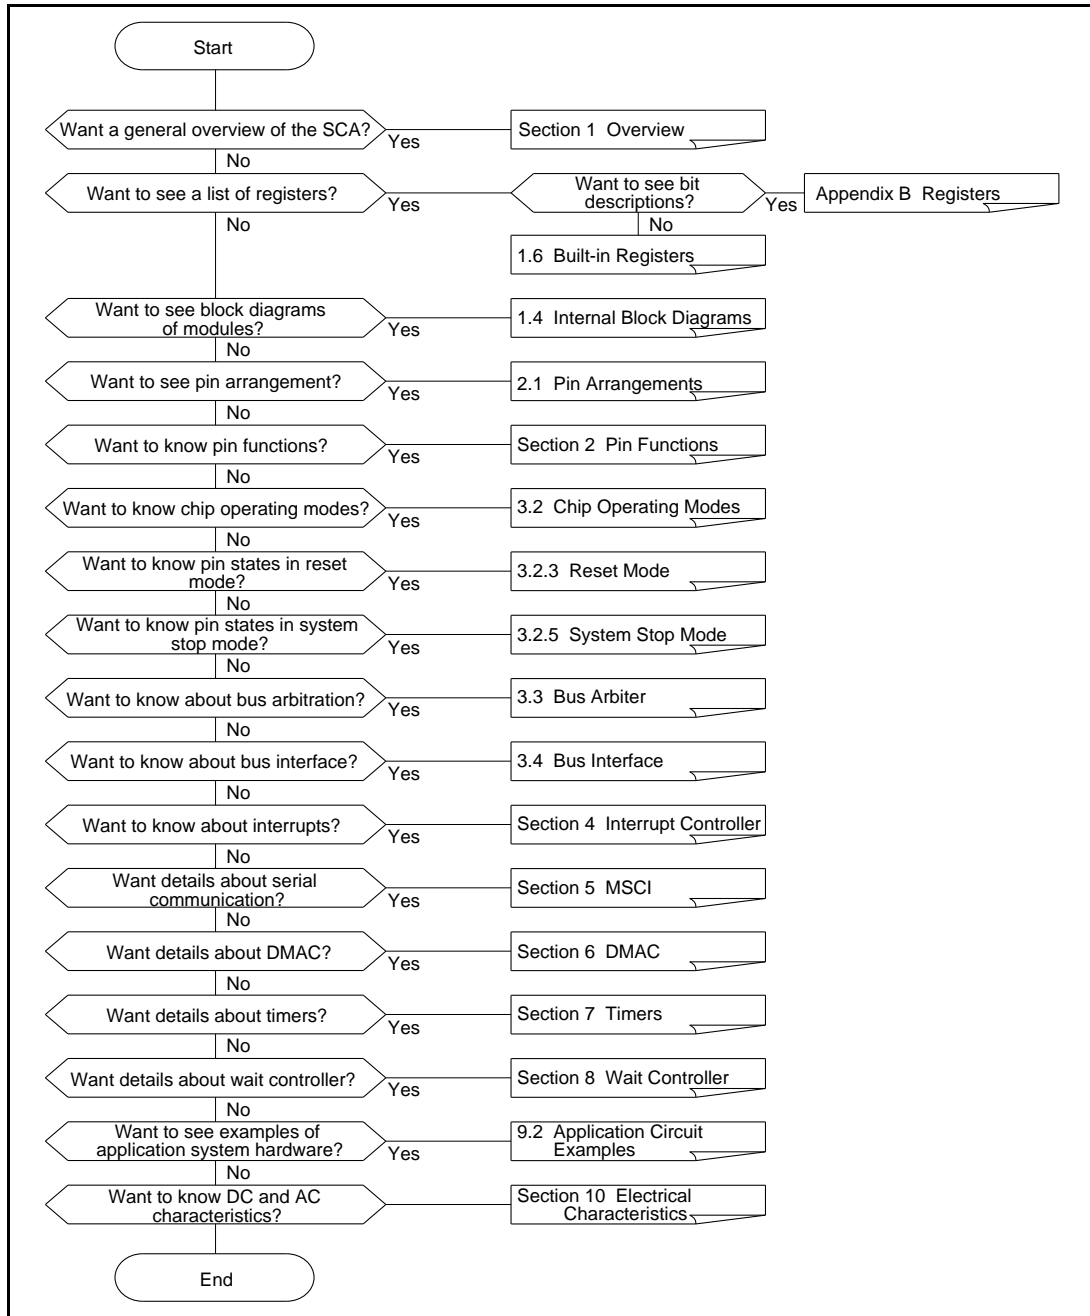 Start
Want a general overview of the SCA?
Yes
Section 1 Overview
No
Want to see a list of registers?
Yes
Want to see bit
descriptions?
Yes
Appendix B Registers
No
No
1.6 Built-in Registers
Want to see block diagrams
of modules?
Yes
1.4 Internal Block Diagrams
No
Want to see pin arrangement?
Yes
2.1 Pin Arrangements
No
Want to know pin functions?
Yes
Section 2 Pin Functions
No
Want to know chip operating modes?
Yes
3.2 Chip Operating Modes
No
Want to know pin states in reset
mode?
Yes
3.2.3 Reset Mode
No
Want to know pin states in system
stop mode?
Yes
3.2.5 System Stop Mode
No
Want to know about bus arbitration?
Yes
3.3 Bus Arbiter
No
Want to know about bus interface?
Yes
3.4 Bus Interface
No
Want to know about interrupts?
Yes
Section 4 Interrupt Controller
No
Want details about serial
communication?
Yes
Section 5 MSCI
No
Want details about DMAC?
Yes
Section 6 DMAC
No
Want details about timers?
Yes
Section 7 Timers
No
Want details about wait controller?
Yes
Section 8 Wait Controller
No
Want to see examples of
application system hardware?
Yes
9.2 Application Circuit
Examples
No
Want to know DC and AC
characteristics?
Section 10 Electrical
Characteristics
End